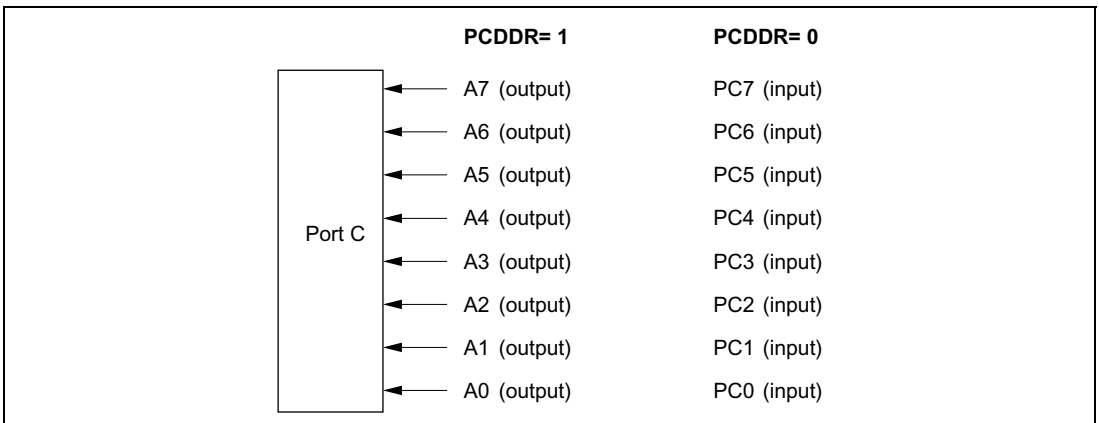 PCDDR= 1 PCDDR= 0
A7 (output) PC7 (input)
A6 (output) PC6 (input)
A5 (output) PC5 (input)
A4 (output) PC4 (input)
Port C
A3 (output) PC3 (input)
A2 (output) PC2 (input)
A1 (output) PC1 (input)
A0 (output) PC0 (input)